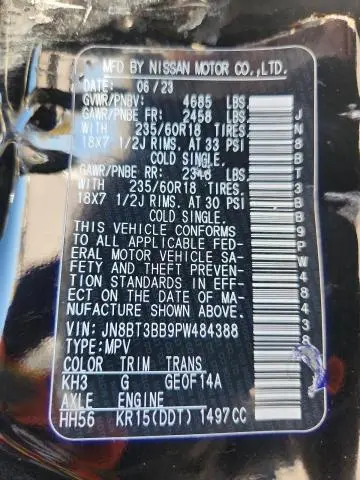 MFD BY NISSAN MOTOR CO.,LTD.
DATE: 06/23
GVWR/PNBV: 4685 LBS.
GAWR/PNBE FR: 2458 LBS.
WITH 235/60R18 TIRES,
18X7 1/2J RIMS, AT 33 PSI
COLD SINGLE.
GAWR/PNBE RR: 2348 LBS.
WITH 235/60R18 TIRES,
18X7 1/2J RIMS, AT 30 PSI
COLD SINGLE.
THIS VEHICLE CONFORMS
TO ALL APPLICABLE FED-
ERAL MOTOR VEHICLE SA-
FETY AND THEFT PREVEN-
TION STANDARDS IN EFF-
ECT ON THE DATE OF MA-
NUFACTURE SHOWN ABOVE.
VIN: JN8BT3BB9PW484388
TYPE:MPV
COLOR TRIM TRANS
KH3 G GE0F14A
AXLE ENGINE
HH56 KR15(DDT) 1497CC
JN8BT3BB9PW484388